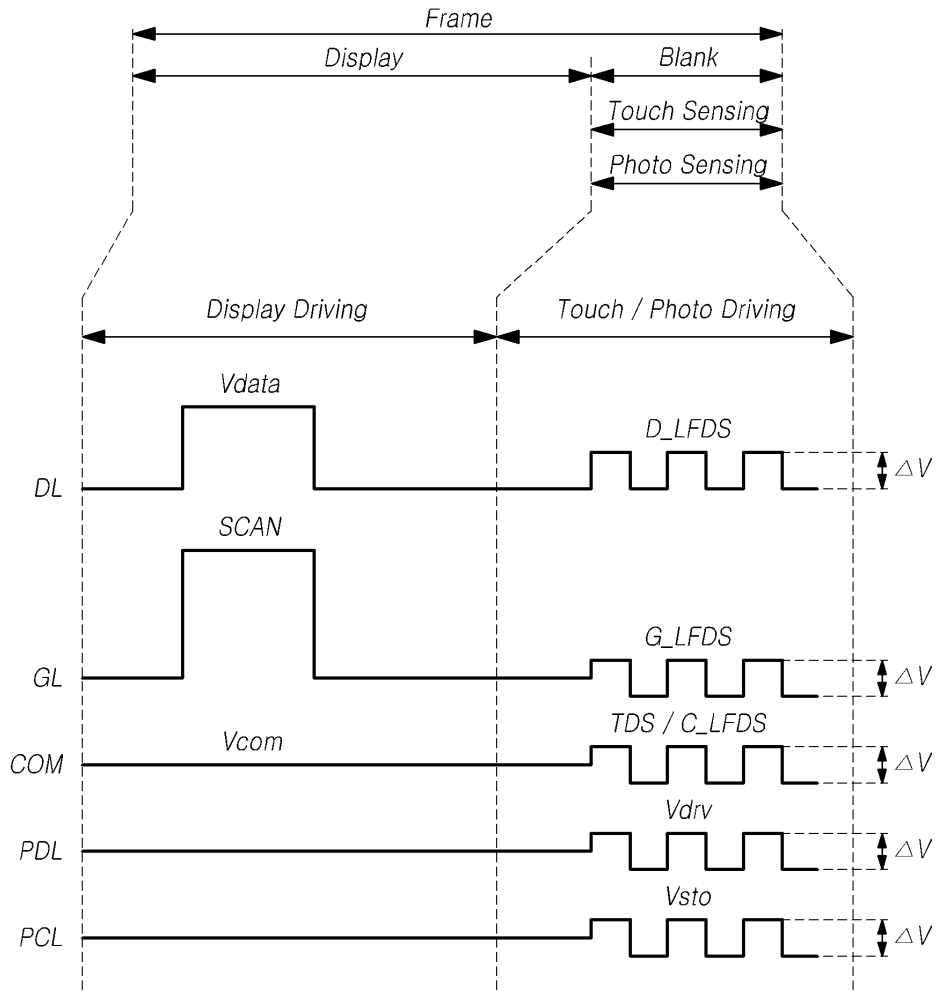 Frame
Display
Blank
Touch Sensing
Photo Sensing
Display Driving
Touch / Photo Driving
Vdata
D_LFDS
DL
△V
SCAN
G_LFDS
GL
△V
Vcom
TDS / C_LFDS
COM
△V
Vdrv
PDL
△V
Vsto
PCL
△V